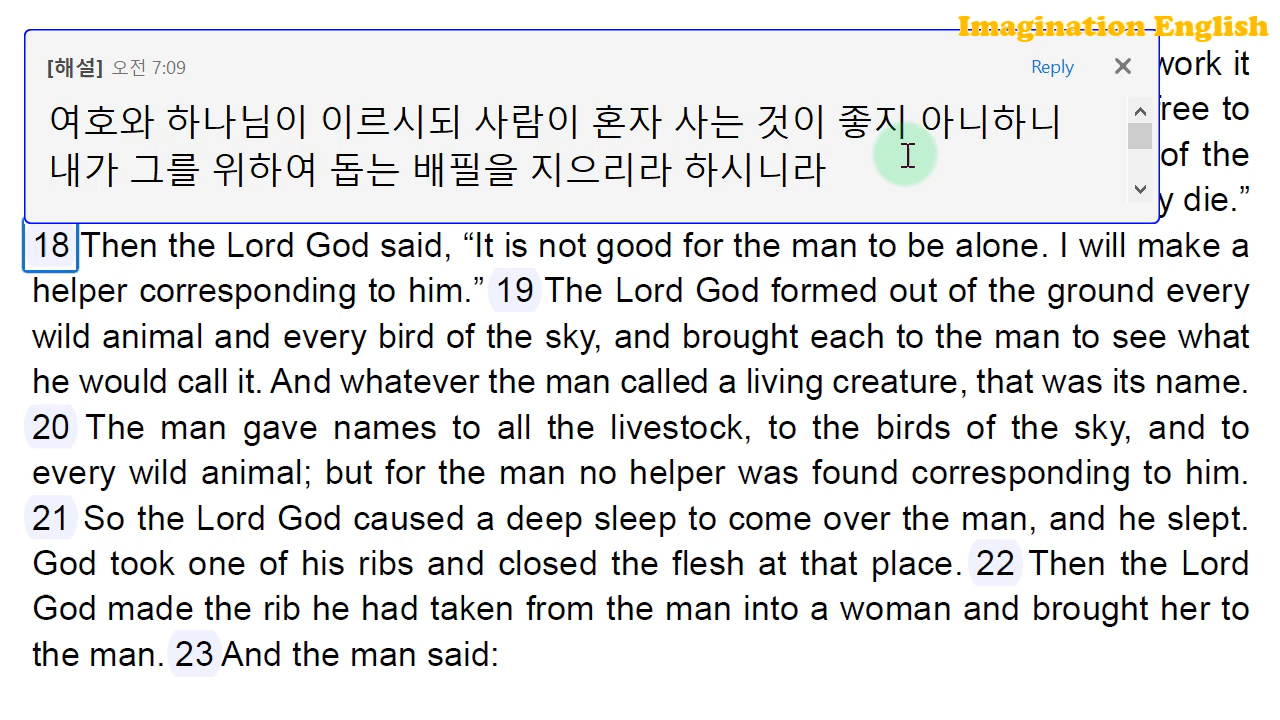 Imagination English
[해설] 오전 7:09 Reply
work it
여호와 하나님이 이르시되 사람이 혼자 사는 것이 좋지 아니하니
free to
내가 그를 위하여 돕는 배필을 지으리라 하시니라
of the
die.”
18 Then the Lord God said, “It is not good for the man to be alone. I will make a
helper corresponding to him.” 19 The Lord God formed out of the ground every
wild animal and every bird of the sky, and brought each to the man to see what
he would call it. And whatever the man called a living creature, that was its name.
20 The man gave names to all the livestock, to the birds of the sky, and to
every wild animal; but for the man no helper was found corresponding to him.
21 So the Lord God caused a deep sleep to come over the man, and he slept.
God took one of his ribs and closed the flesh at that place. 22 Then the Lord
God made the rib he had taken from the man into a woman and brought her to
the man. 23 And the man said: